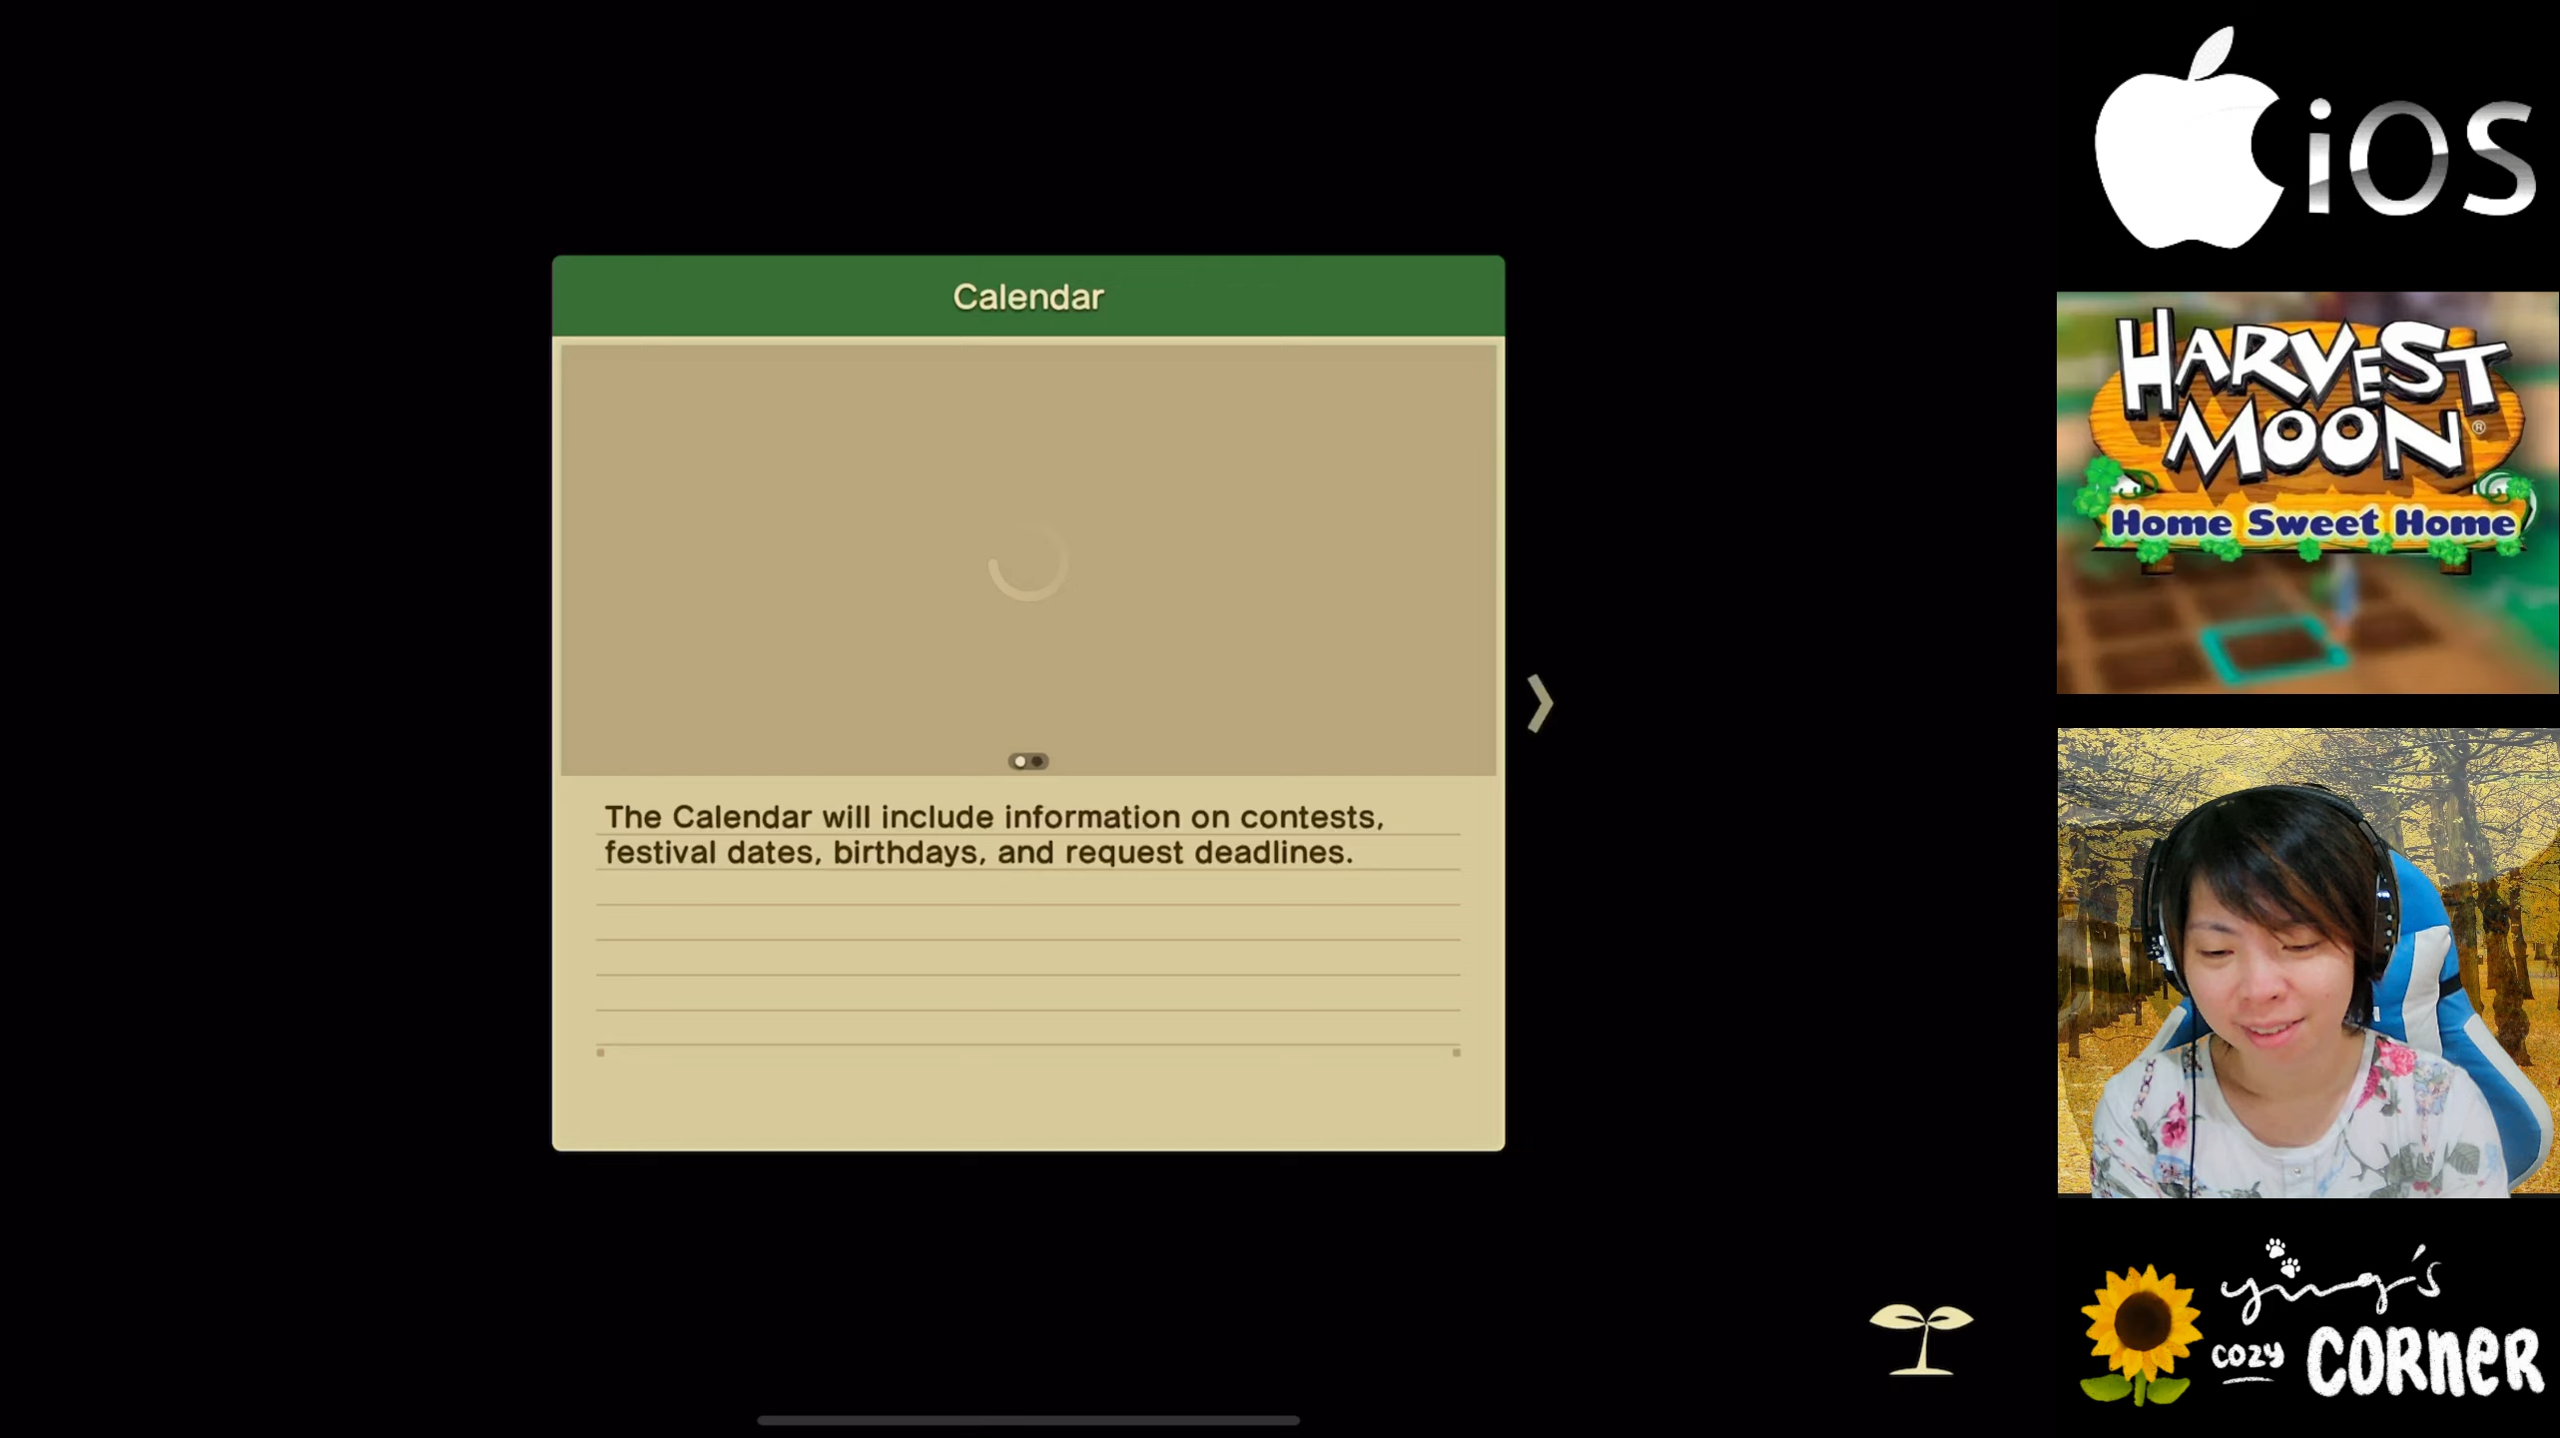 Calendar
The Calendar will include information on contests,
festival dates, birthdays, and request deadlines.
iOS
HARVEST
MOON®
Home Sweet Home
ying's
cozy CORNER